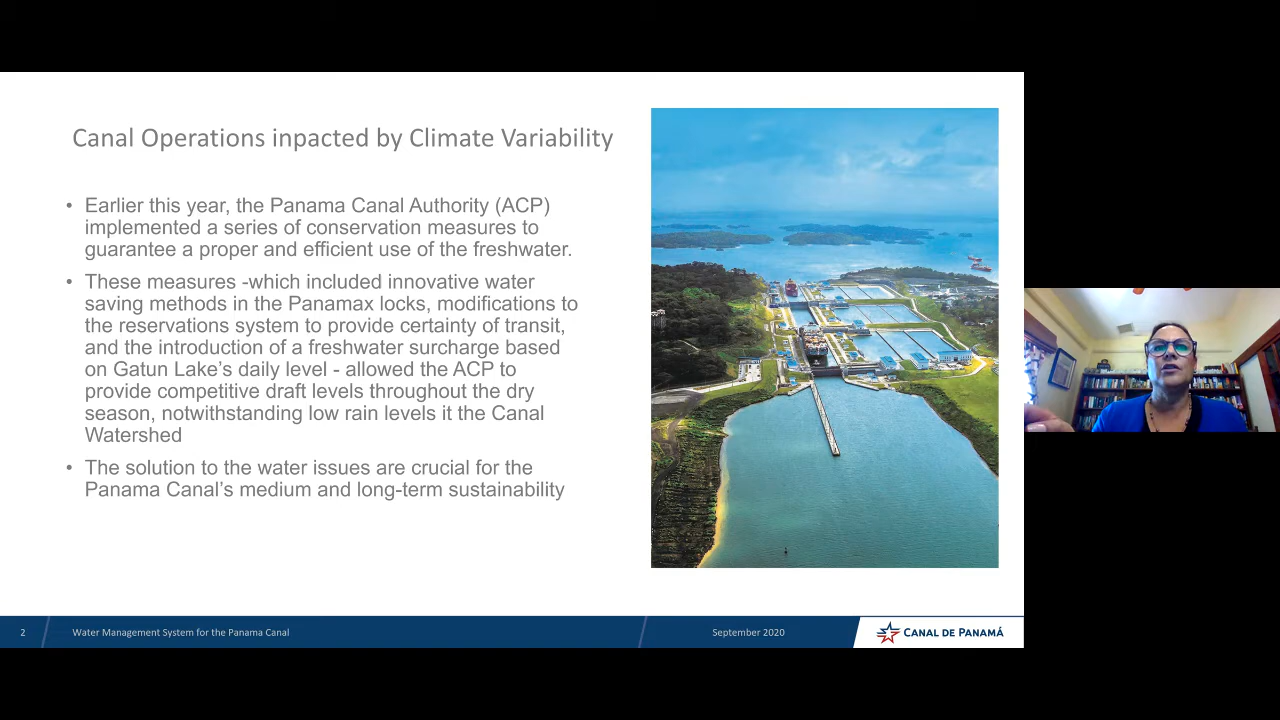 Canal Operations inpacted by Climate Variability
• Earlier this year, the Panama Canal Authority (ACP)
implemented a series of conservation measures to
guarantee a proper and efficient use of the freshwater.
• These measures -which included innovative water
saving methods in the Panamax locks, modifications to
the reservations system to provide certainty of transit,
and the introduction of a freshwater surcharge based
on Gatun Lake's daily level - allowed the ACP to
provide competitive draft levels throughout the dry
season, notwithstanding low rain levels it the Canal
Watershed
• The solution to the water issues are crucial for the
Panama Canal's medium and long-term sustainability
2 Water Management System for the Panama Canal September 2020 CANAL DE PANAMÁ